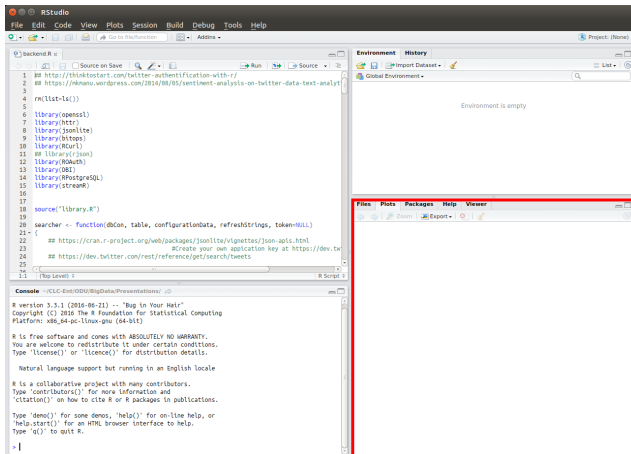 RStudio
File Edit Code View Plots Session Build Debug Tools Help
Go to file/function Addins Project: (None)
backend.R
Source on Save Run Source
1 ## http://thinktostart.com/twitter-authentification-with-r/
2 ## https://mkmanu.wordpress.com/2014/08/05/sentiment-analysis-on-twitter-data-text-analyt
3
4 rm(list=ls())
5
6 library(openssl)
7 library(httr)
8 library(jsonlite)
9 library(bitops)
10 library(RCurl)
11 ## library(rjson)
12 library(ROAuth)
13 library(DBI)
14 library(RPostgreSQL)
15 library(streamR)
16
17
18 source("library.R")
19
20 searcher <- function(dbCon, table, configurationData, refreshStrings, token=NULL)
21 {
22 ## https://cran.r-project.org/web/packages/jsonlite/vignettes/json-apis.html
23 #Create your own appication key at https://dev.tw
24 ## https://dev.twitter.com/rest/reference/get/search/tweets
25
26
1:1 (Top Level) R Script
Console ~/CLC-Ent/ODU/BigData/Presentations/
R version 3.3.1 (2016-06-21) -- "Bug in Your Hair"
Copyright (C) 2016 The R Foundation for Statistical Computing
Platform: x86_64-pc-linux-gnu (64-bit)
R is free software and comes with ABSOLUTELY NO WARRANTY.
You are welcome to redistribute it under certain conditions.
Type 'license()' or 'licence()' for distribution details.
Natural language support but running in an English locale
R is a collaborative project with many contributors.
Type 'contributors()' for more information and
'citation()' on how to cite R or R packages in publications.
Type 'demo()' for some demos, 'help()' for on-line help, or
'help.start()' for an HTML browser interface to help.
Type 'q()' to quit R.
>
Environment History
Import Dataset List
Global Environment
Environment is empty
Files Plots Packages Help Viewer
Zoom Export